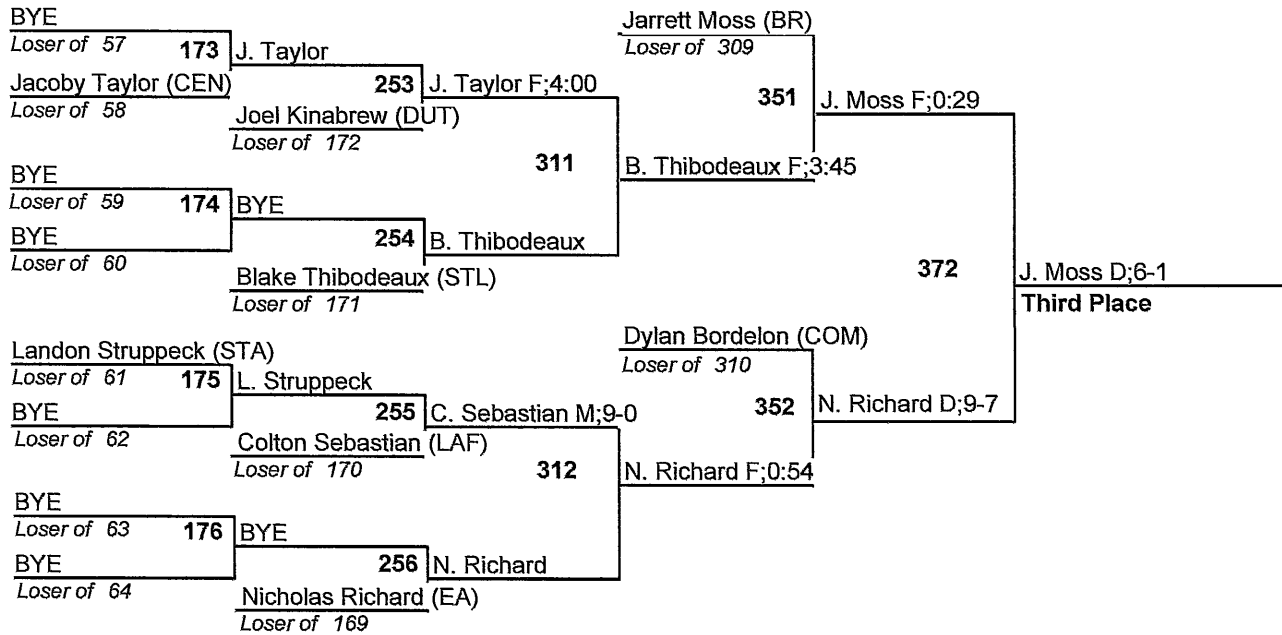 BYE
Loser of 57
173
J. Taylor
Jacoby Taylor (CEN)
Loser of 58
253
J. Taylor F;4:00
Joel Kinabrew (DUT)
Loser of 172
311
B. Thibodeaux F;3:45
BYE
Loser of 59
174
BYE
BYE
Loser of 60
254
B. Thibodeaux
Blake Thibodeaux (STL)
Loser of 171
Jarrett Moss (BR)
Loser of 309
351
J. Moss F;0:29
372
J. Moss D;6-1
Third Place
Landon Struppeck (STA)
Loser of 61
175
L. Struppeck
BYE
Loser of 62
255
C. Sebastian M;9-0
Colton Sebastian (LAF)
Loser of 170
312
N. Richard F;0:54
BYE
Loser of 63
176
BYE
BYE
Loser of 64
256
N. Richard
Nicholas Richard (EA)
Loser of 169
Dylan Bordelon (COM)
Loser of 310
352
N. Richard D;9-7